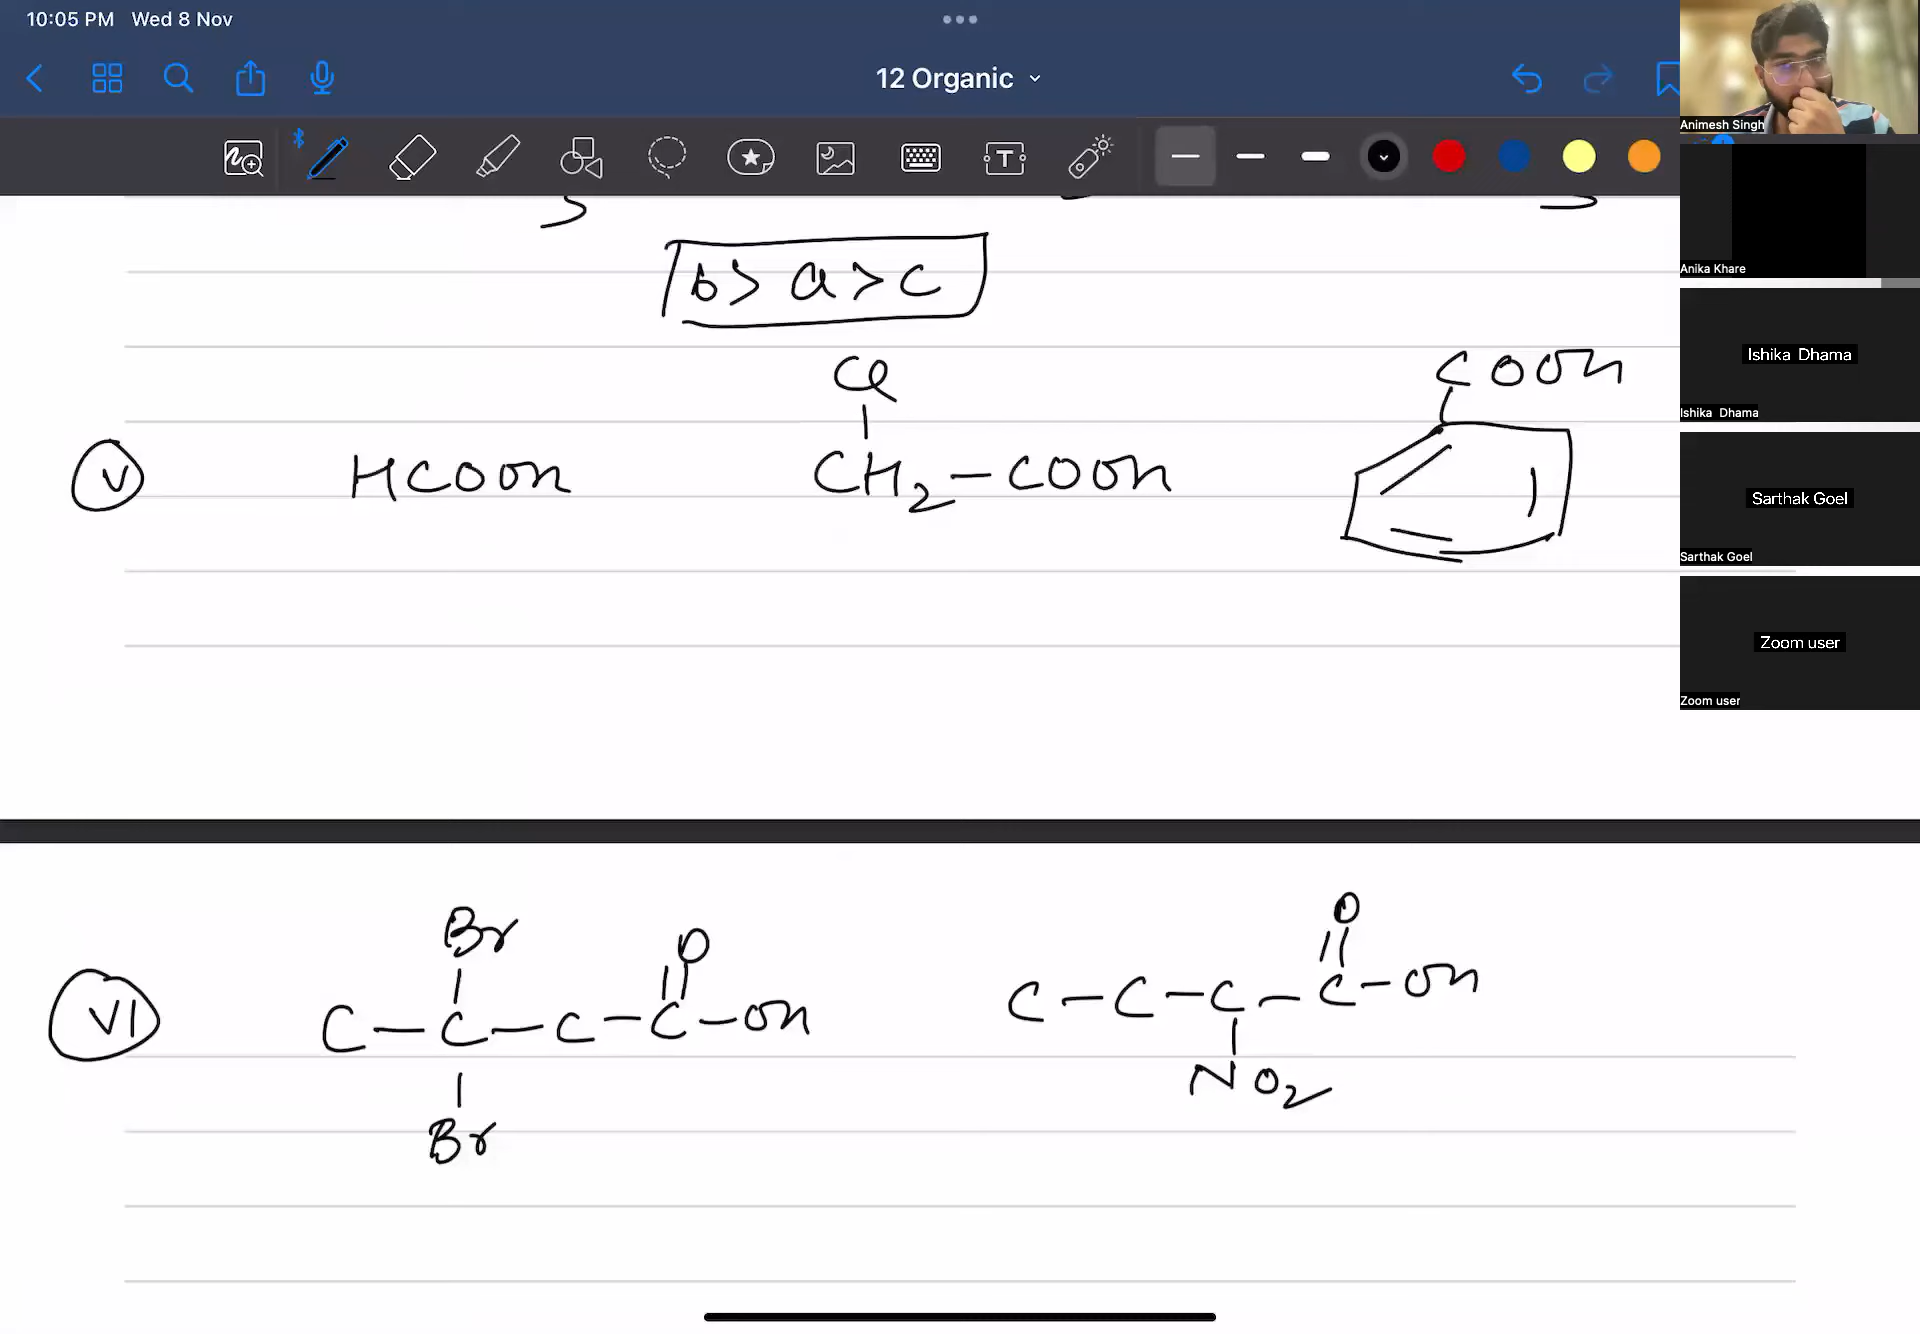 10:05 PM Wed 8 Nov
12 Organic
T
Animesh Singh
Anika Khare
b > a > c
Ishika Dhama
Ishika Dhama
Cl
COOH
V
HCOOH
CH2-COOH
Sarthak Goel
Sarthak Goel
Zoom user
Zoom user
Br
O
O
VI
C-C-C-C-OH
C-C-C-C-OH
NO2
Br